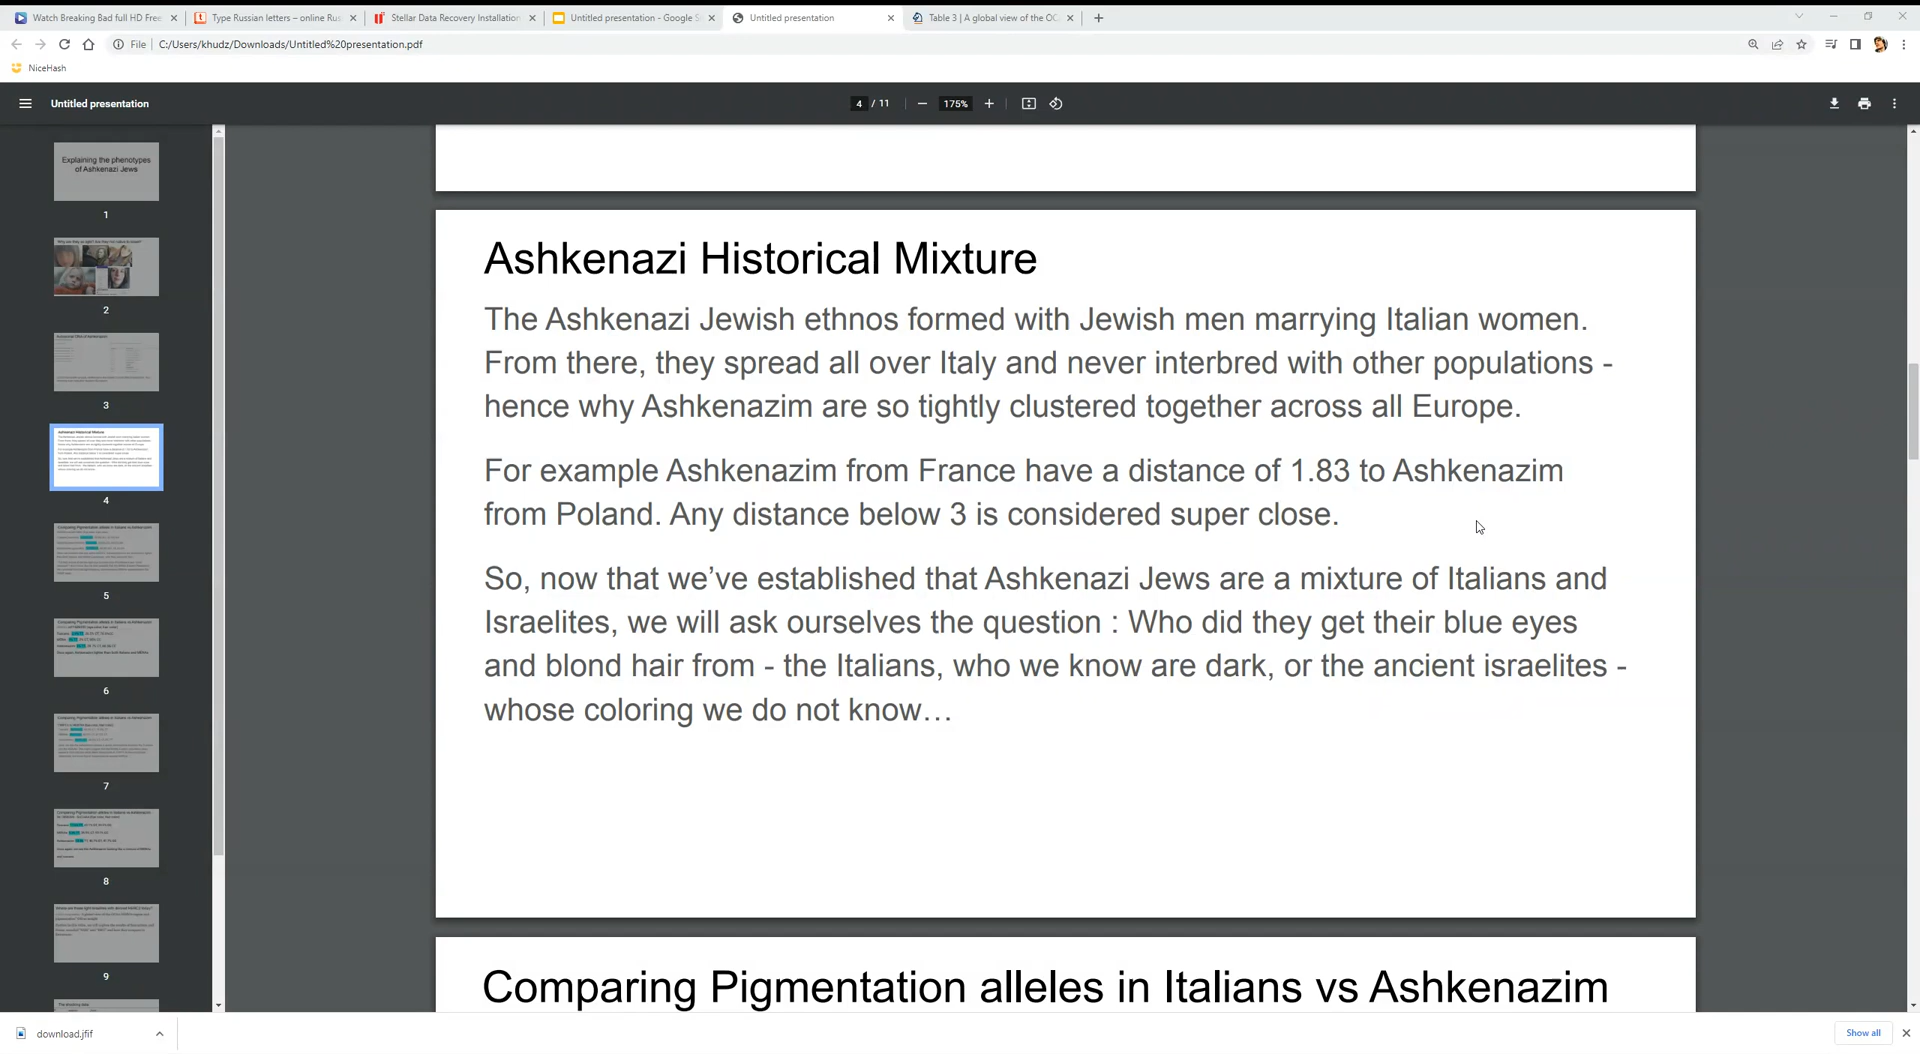 Watch Breaking Bad full HD Free
Type Russian letters – online Rus
Stellar Data Recovery Installation
Untitled presentation - Google S
Untitled presentation
Table 3 | A global view of the OC
File
C:/Users/khudz/Downloads/Untitled%20presentation.pdf
NiceHash
Untitled presentation
4 / 11
175%
Explaining the phenotypes
of Ashkenazi Jews
1
2
3
4
5
6
7
8
9
Ashkenazi Historical Mixture
The Ashkenazi Jewish ethnos formed with Jewish men marrying Italian women.
From there, they spread all over Italy and never interbred with other populations -
hence why Ashkenazim are so tightly clustered together across all Europe.
For example Ashkenazim from France have a distance of 1.83 to Ashkenazim
from Poland. Any distance below 3 is considered super close.
So, now that we’ve established that Ashkenazi Jews are a mixture of Italians and
Israelites, we will ask ourselves the question : Who did they get their blue eyes
and blond hair from - the Italians, who we know are dark, or the ancient israelites -
whose coloring we do not know…
Comparing Pigmentation alleles in Italians vs Ashkenazim
download.jfif
Show all